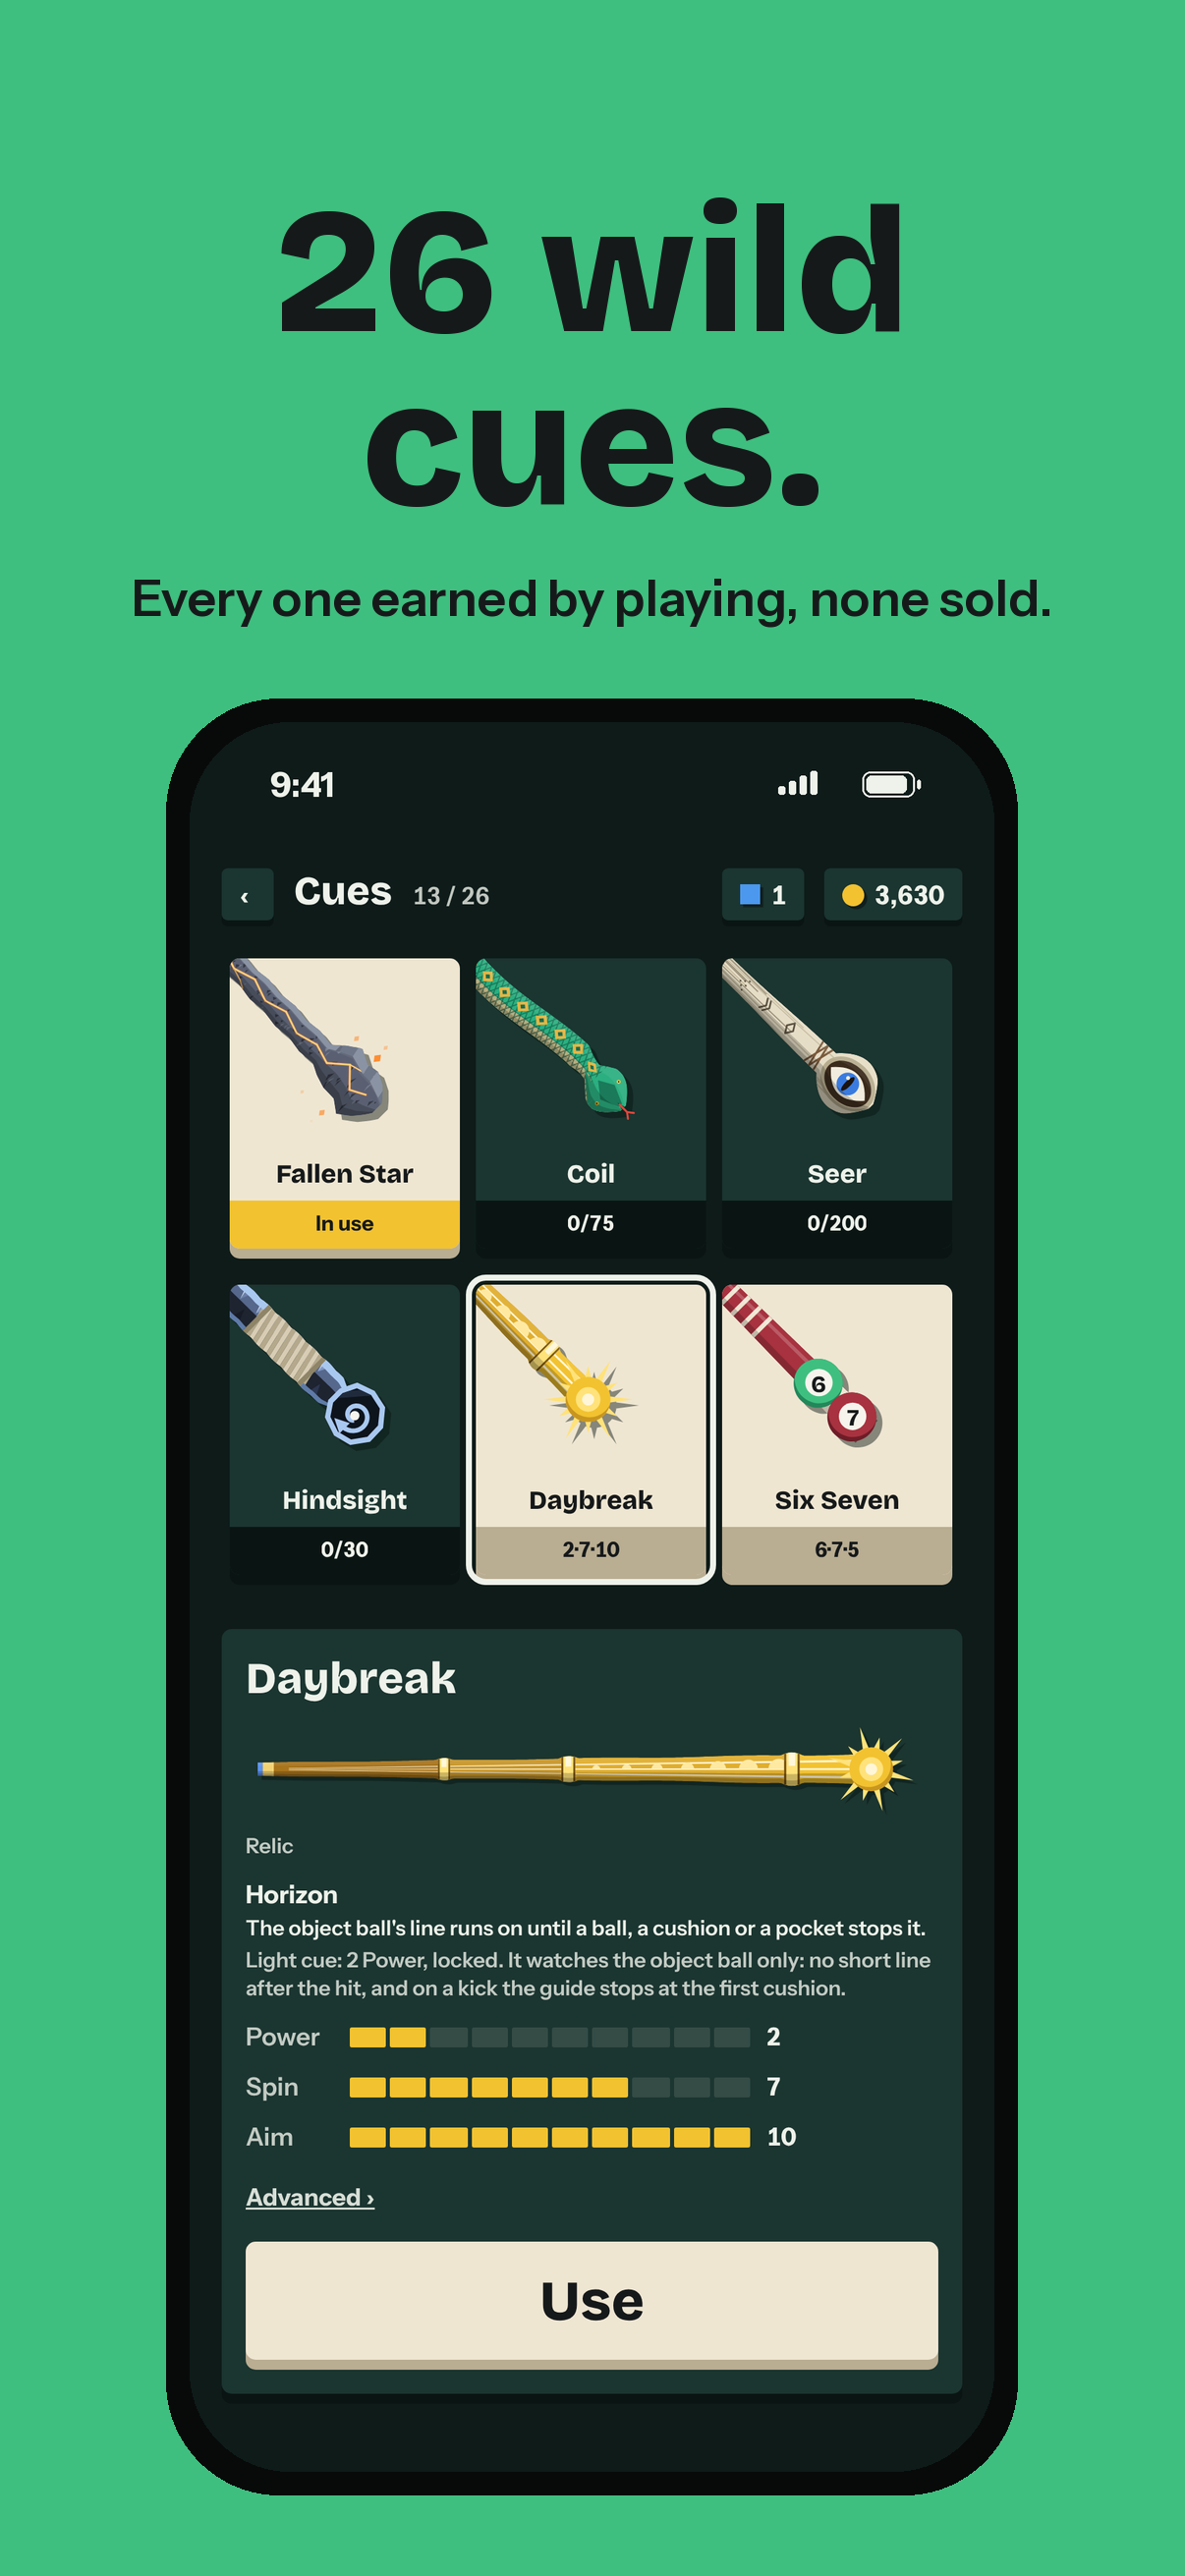 26 wild
cues.
Every one earned by playing, none sold.
9:41
‹ Cues 13 / 26 1 3,630
Fallen Star Coil Seer
In use 0/75 0/200
6
7
Hindsight Daybreak Six Seven
0/30 2·7·10 6·7·5
Daybreak
Relic
Horizon
The object ball's line runs on until a ball, a cushion or a pocket stops it.
Light cue: 2 Power, locked. It watches the object ball only: no short line
after the hit, and on a kick the guide stops at the first cushion.
Power 2
Spin 7
Aim 10
Advanced ›
Use